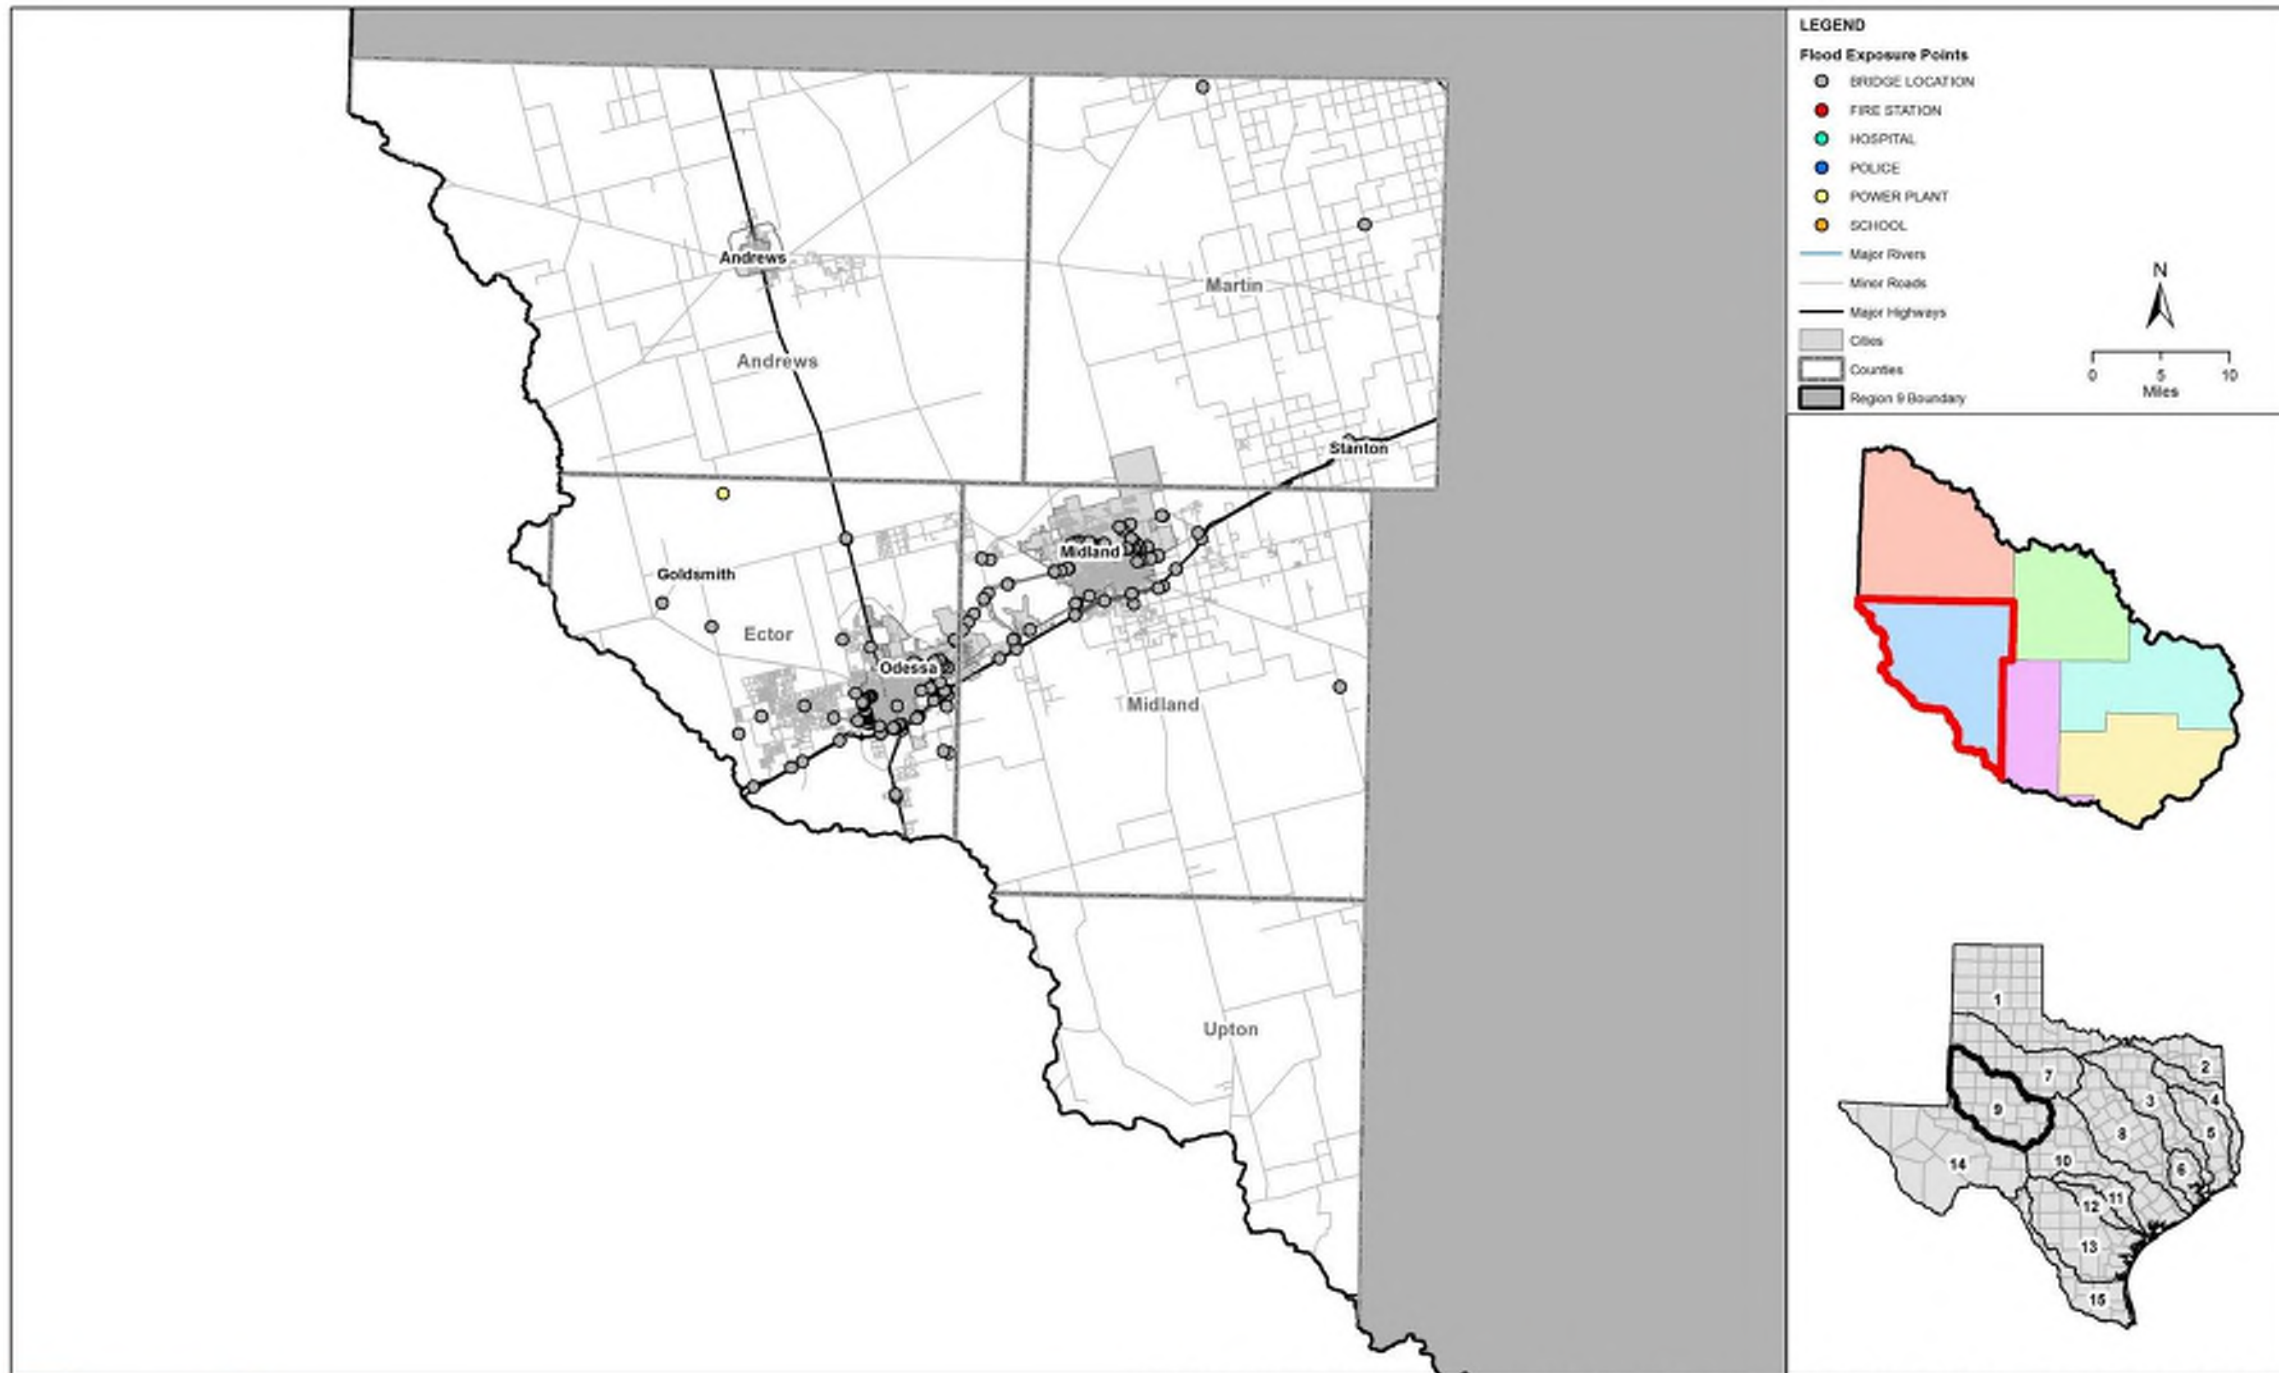 LEGEND
Flood Exposure Points
BRIDGE LOCATION
FIRE STATION
HOSPITAL
POLICE
POWER PLANT
SCHOOL
Major Rivers
Minor Roads
Major Highways
Cities
Counties
Region 9 Boundary
N
0 5 10
Miles
Andrews
Martin
Andrews
Stanton
Midland
Goldsmith
Ector
Odessa
Midland
Upton
1
2
7
3
4
9
8
5
14
10
6
11
12
13
15